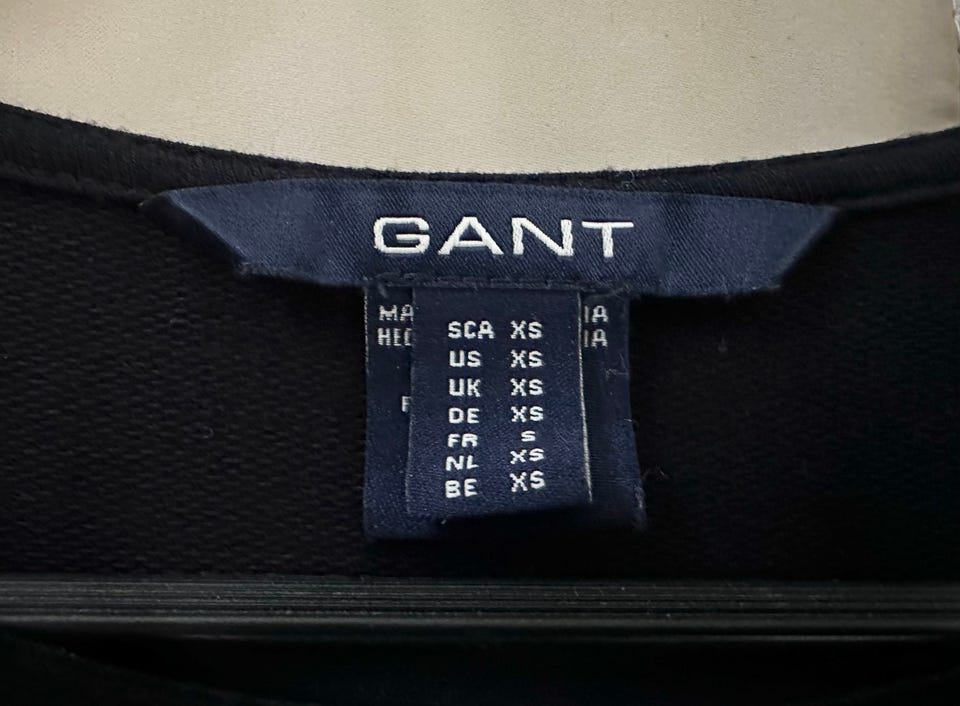 GANT
SCA XS
US XS
UK XS
DE XS
FR S
NL XS
BE XS